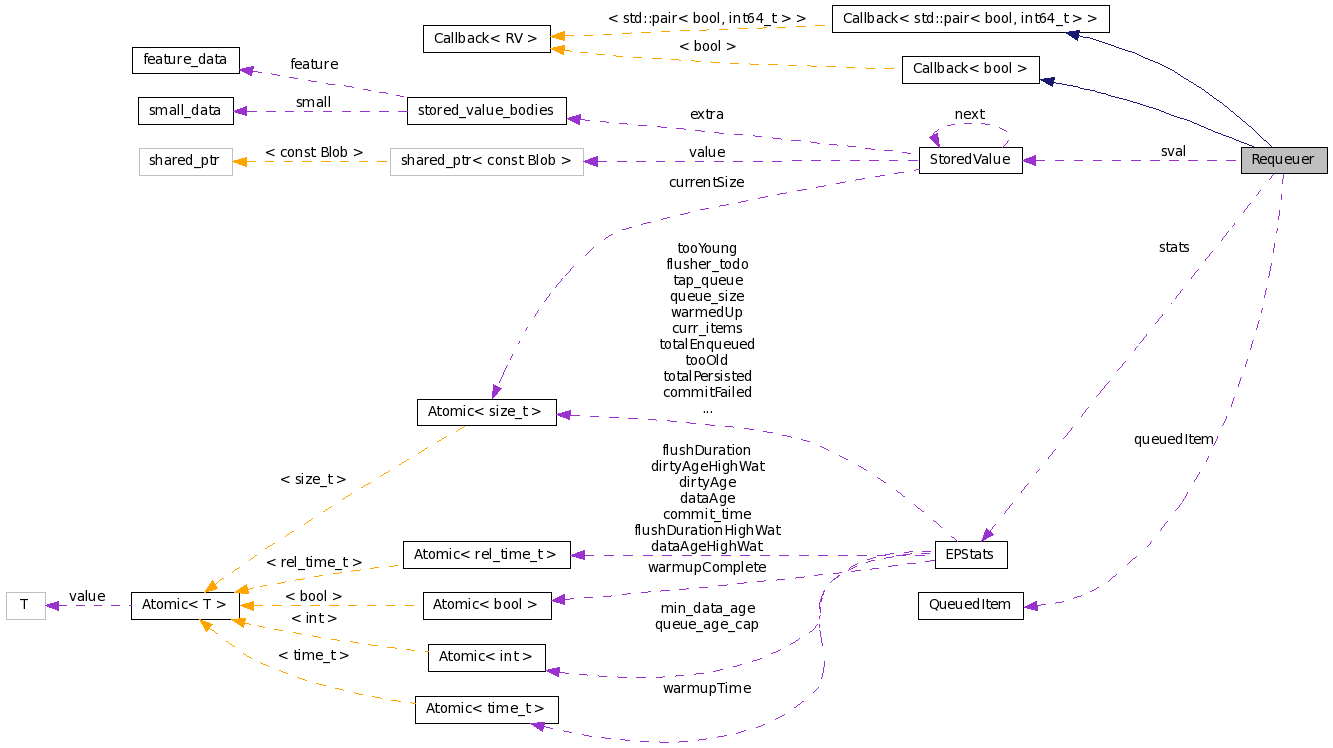 < std::pair< bool, int64_t > >
Callback< std::pair< bool, int64_t > >
Callback< RV >
< bool >
Callback< bool >
feature_data
feature
small_data
small
stored_value_bodies
extra
next
shared_ptr
< const Blob >
shared_ptr< const Blob >
value
StoredValue
sval
Requeuer
currentSize
tooYoung
flusher_todo
tap_queue
queue_size
warmedUp
curr_items
totalEnqueued
tooOld
totalPersisted
commitFailed
...
stats
queuedItem
Atomic< size_t >
< size_t >
flushDuration
dirtyAgeHighWat
dirtyAge
dataAge
commit_time
flushDurationHighWat
dataAgeHighWat
Atomic< rel_time_t >
EPStats
< rel_time_t >
warmupComplete
T
value
Atomic< T >
< bool >
Atomic< bool >
QueuedItem
min_data_age
queue_age_cap
< int >
Atomic< int >
< time_t >
warmupTime
Atomic< time_t >